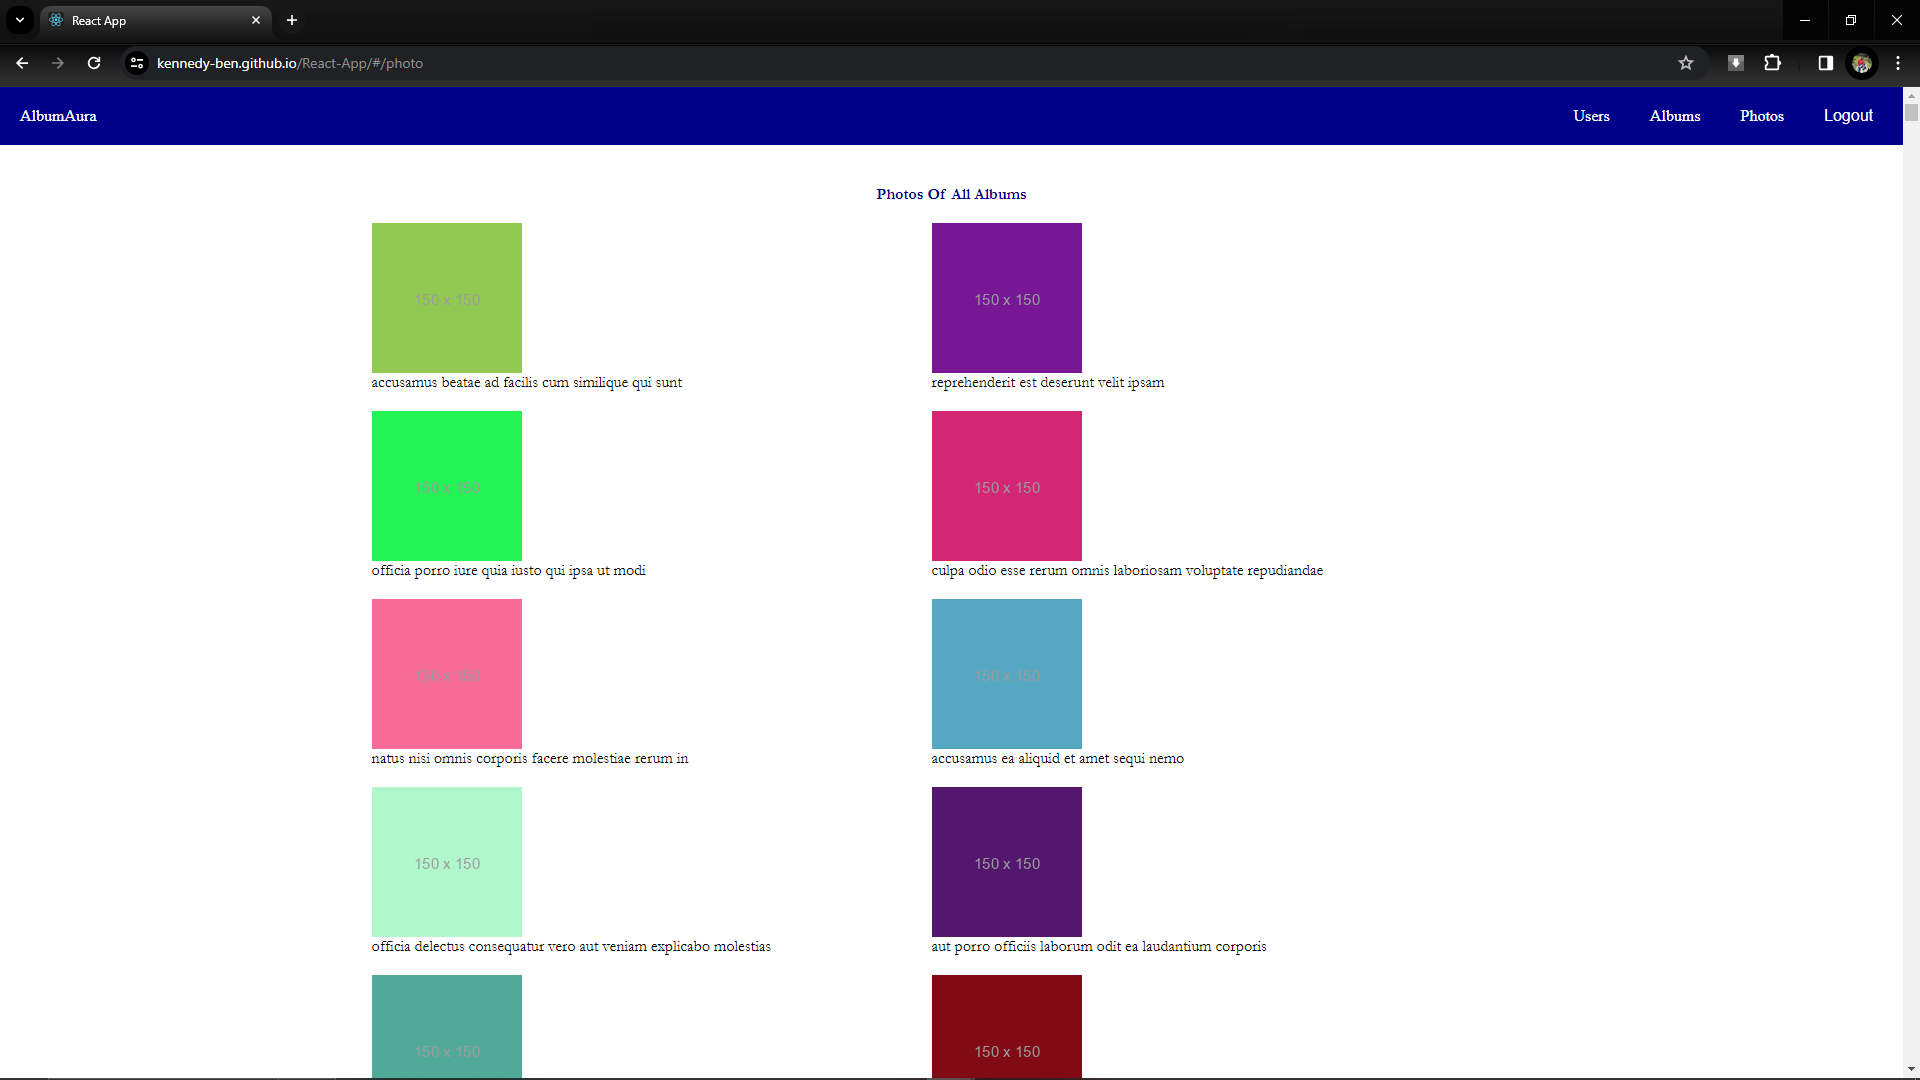 React App
kennedy-ben.github.io/React-App/#/photo
AlbumAura
Users
Albums
Photos
Logout
Photos Of All Albums
150 x 150
150 x 150
accusamus beatae ad facilis cum similique qui sunt
reprehenderit est deserunt velit ipsam
150 x 150
150 x 150
officia porro iure quia iusto qui ipsa ut modi
culpa odio esse rerum omnis laboriosam voluptate repudiandae
150 x 150
150 x 150
natus nisi omnis corporis facere molestiae rerum in
accusamus ea aliquid et amet sequi nemo
150 x 150
150 x 150
officia delectus consequatur vero aut veniam explicabo molestias
aut porro officiis laborum odit ea laudantium corporis
150 x 150
150 x 150